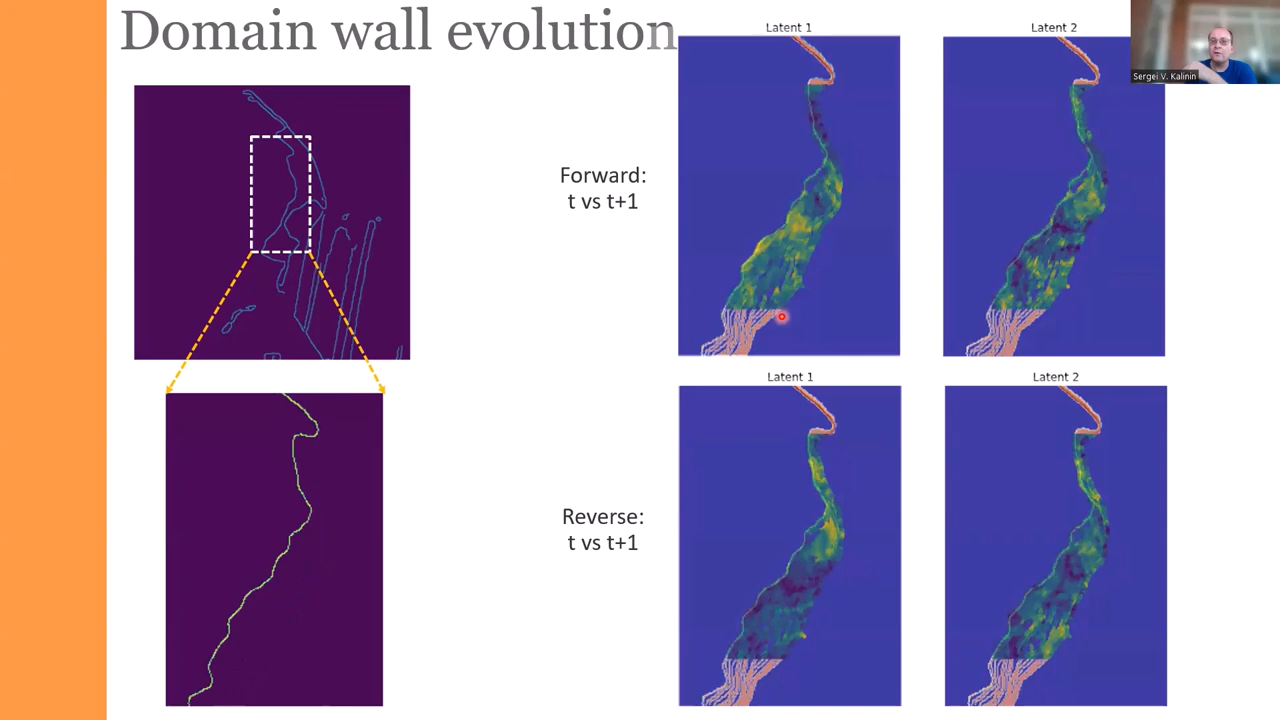 Domain wall evolution
Latent 1
Latent 2
Sergei V. Kalinin
Forward:
t vs t+1
Latent 1
Latent 2
Reverse:
t vs t+1